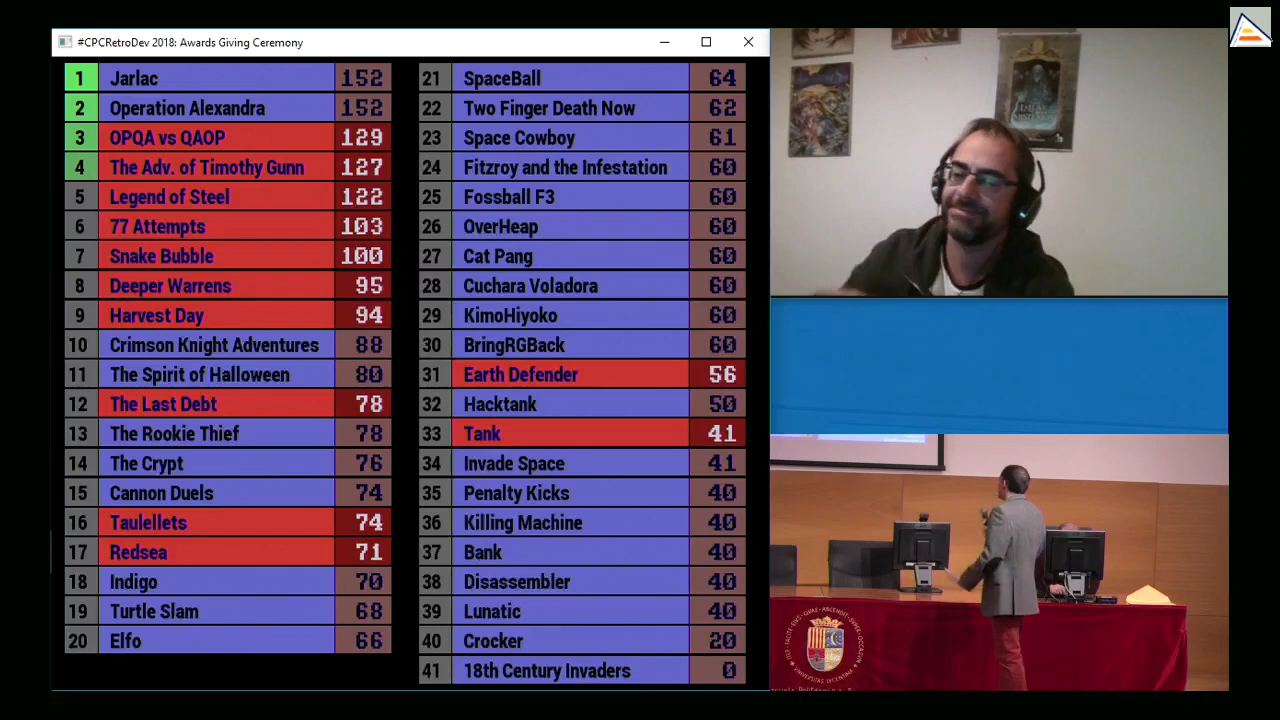 #CPCRetroDev 2018: Awards Giving Ceremony
1 Jarlac 152
2 Operation Alexandra 152
3 OPQA vs QAOP 129
4 The Adv. of Timothy Gunn 127
5 Legend of Steel 122
6 77 Attempts 103
7 Snake Bubble 100
8 Deeper Warrens 95
9 Harvest Day 94
10 Crimson Knight Adventures 88
11 The Spirit of Halloween 80
12 The Last Debt 78
13 The Rookie Thief 78
14 The Crypt 76
15 Cannon Duels 74
16 Taulellets 74
17 Redsea 71
18 Indigo 70
19 Turtle Slam 68
20 Elfo 66
21 SpaceBall 64
22 Two Finger Death Now 62
23 Space Cowboy 61
24 Fitzroy and the Infestation 60
25 Fossball F3 60
26 OverHeap 60
27 Cat Pang 60
28 Cuchara Voladora 60
29 KimoHiyoko 60
30 BringRGBack 60
31 Earth Defender 56
32 Hacktank 50
33 Tank 41
34 Invade Space 41
35 Penalty Kicks 40
36 Killing Machine 40
37 Bank 40
38 Disassembler 40
39 Lunatic 40
40 Crocker 20
41 18th Century Invaders 0